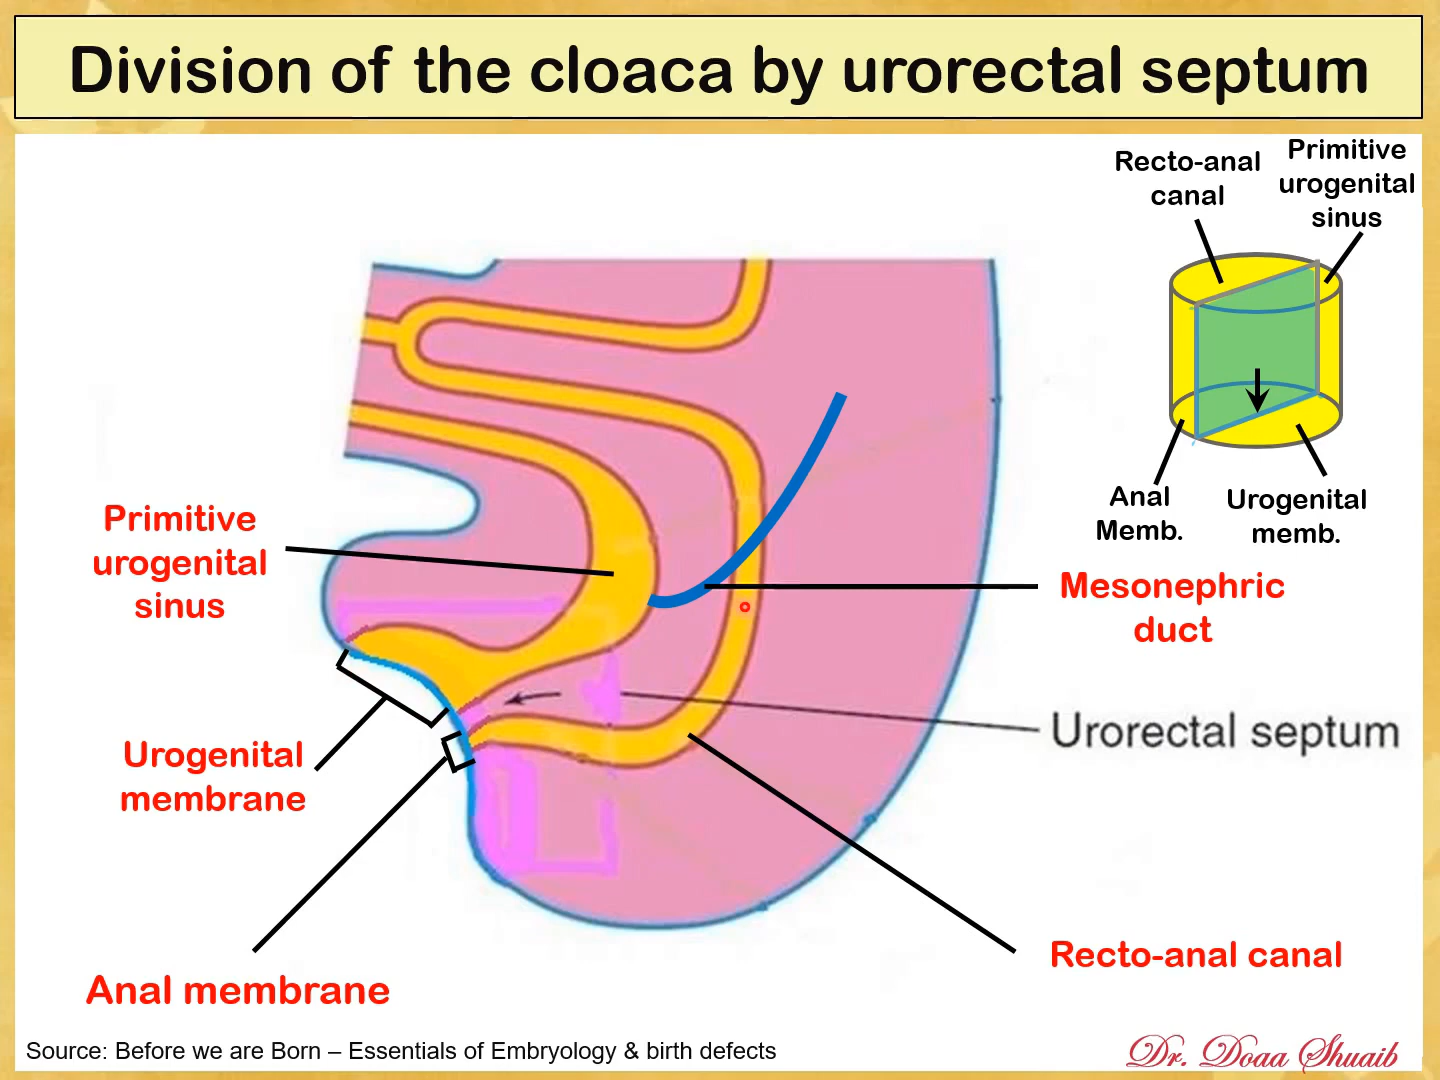 Division of the cloaca by urorectal septum
Recto-anal
canal
Primitive
urogenital
sinus
Anal
Memb.
Urogenital
memb.
Primitive
urogenital
sinus
Mesonephric
duct
Urorectal septum
Urogenital
membrane
Recto-anal canal
Anal membrane
Source: Before we are Born – Essentials of Embryology & birth defects
Dr. Doaa Shuaib